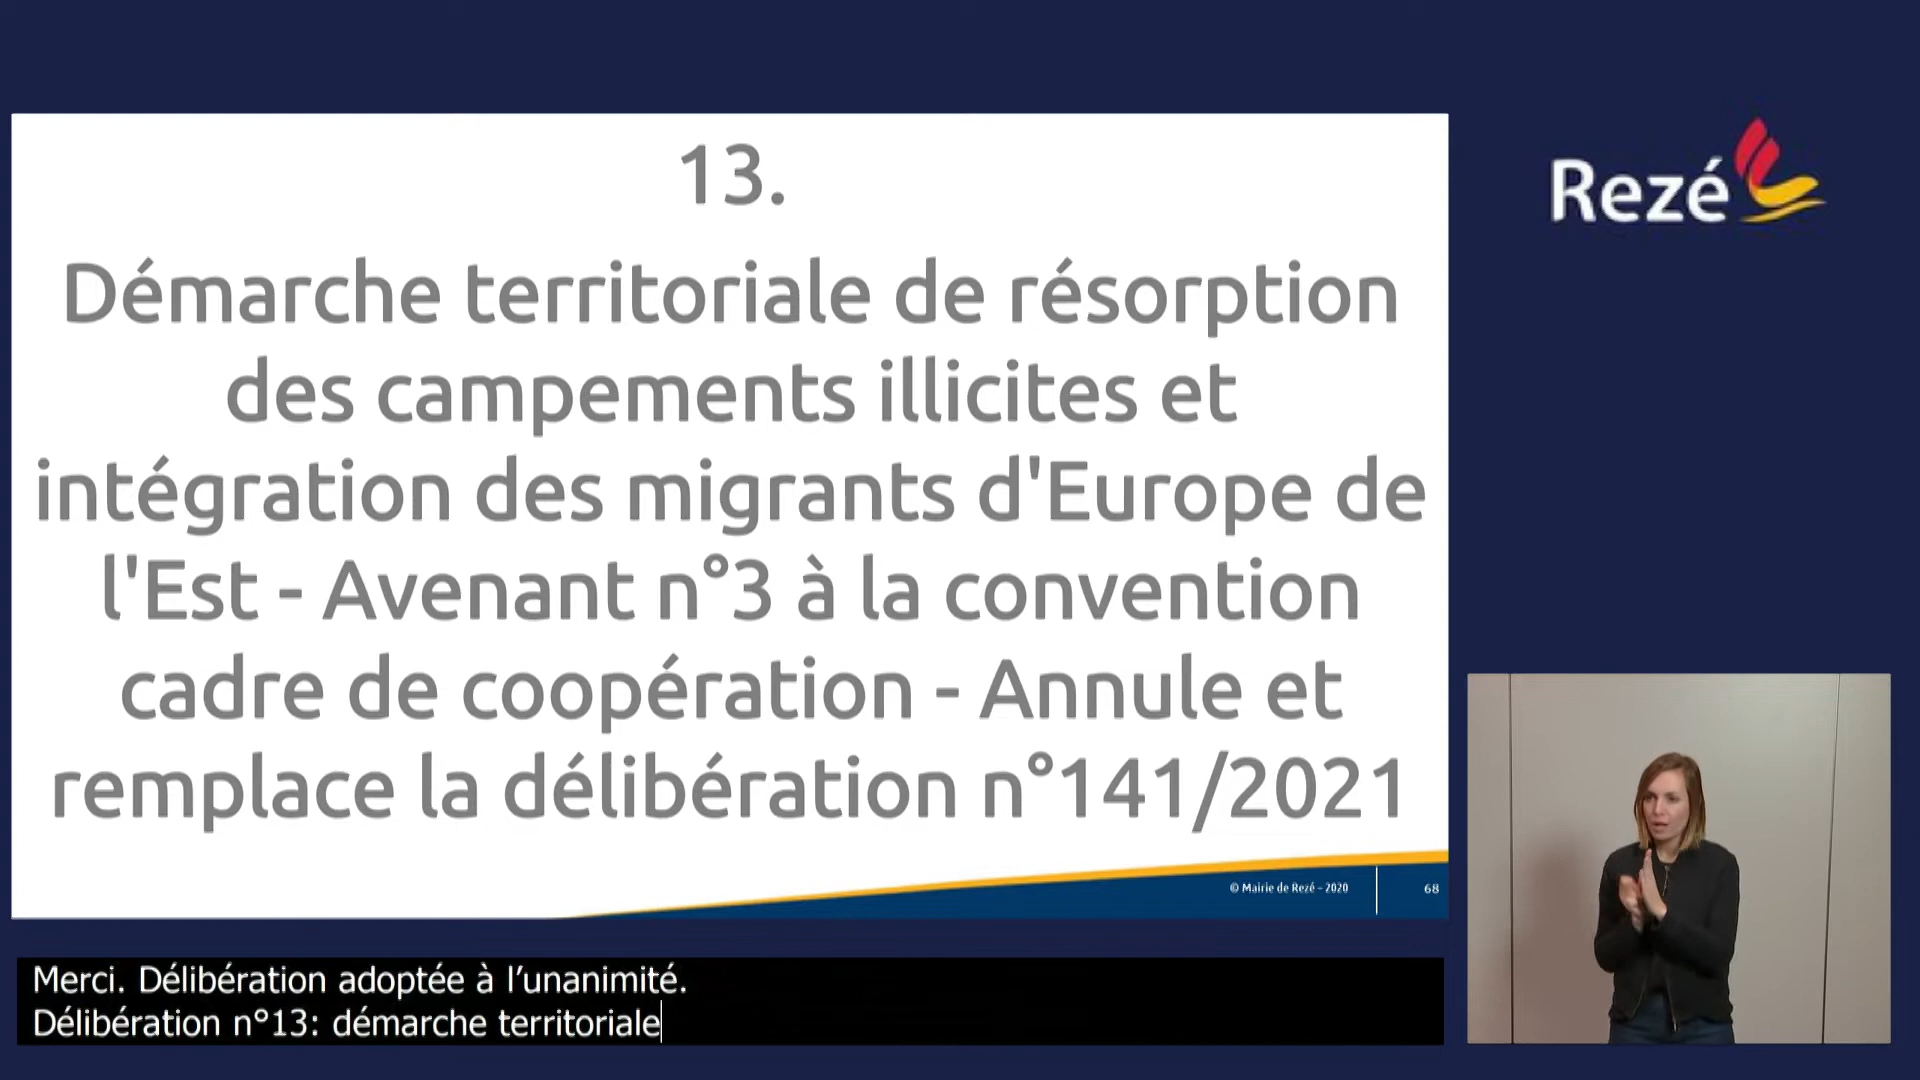 13.
Démarche territoriale de résorption
des campements illicites et
intégration des migrants d'Europe de
l'Est - Avenant n°3 à la convention
cadre de coopération - Annule et
remplace la délibération n°141/2021
© Mairie de Rezé - 2020
68
Rezé
Merci. Délibération adoptée à l’unanimité.
Délibération n°13: démarche territoriale